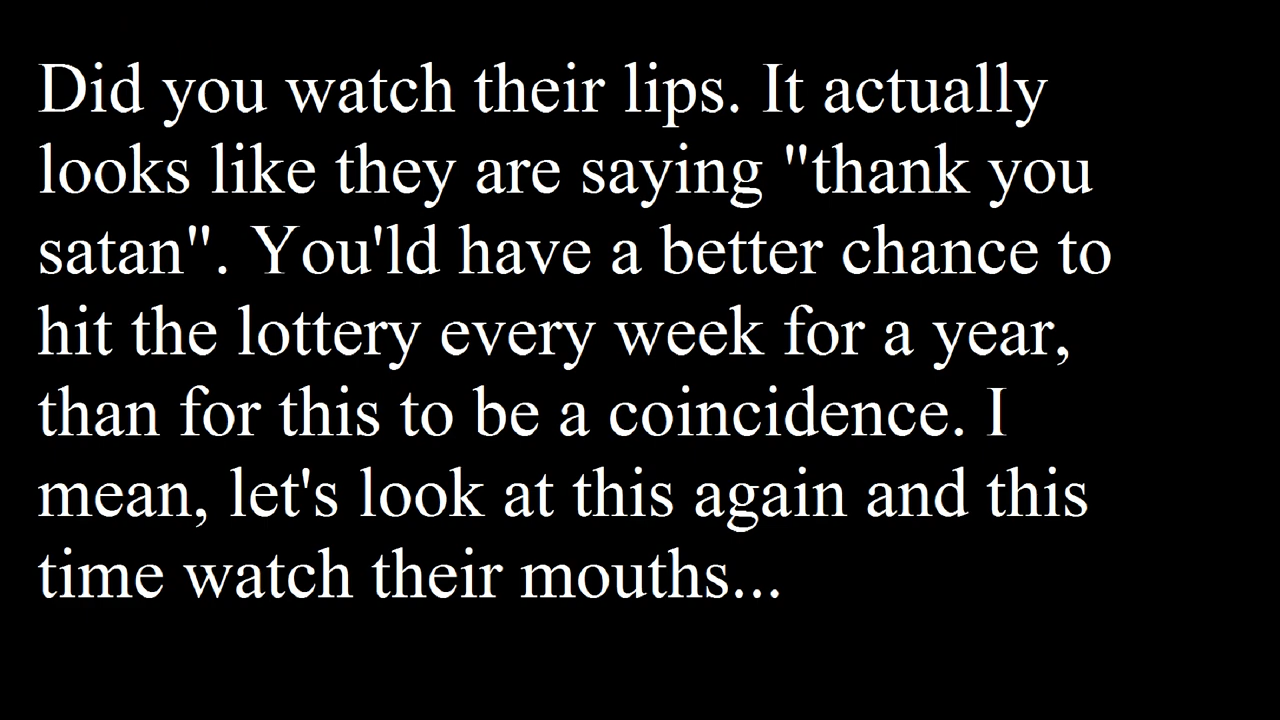 Did you watch their lips. It actually
looks like they are saying "thank you
satan". You'ld have a better chance to
hit the lottery every week for a year,
than for this to be a coincidence. I
mean, let's look at this again and this
time watch their mouths...